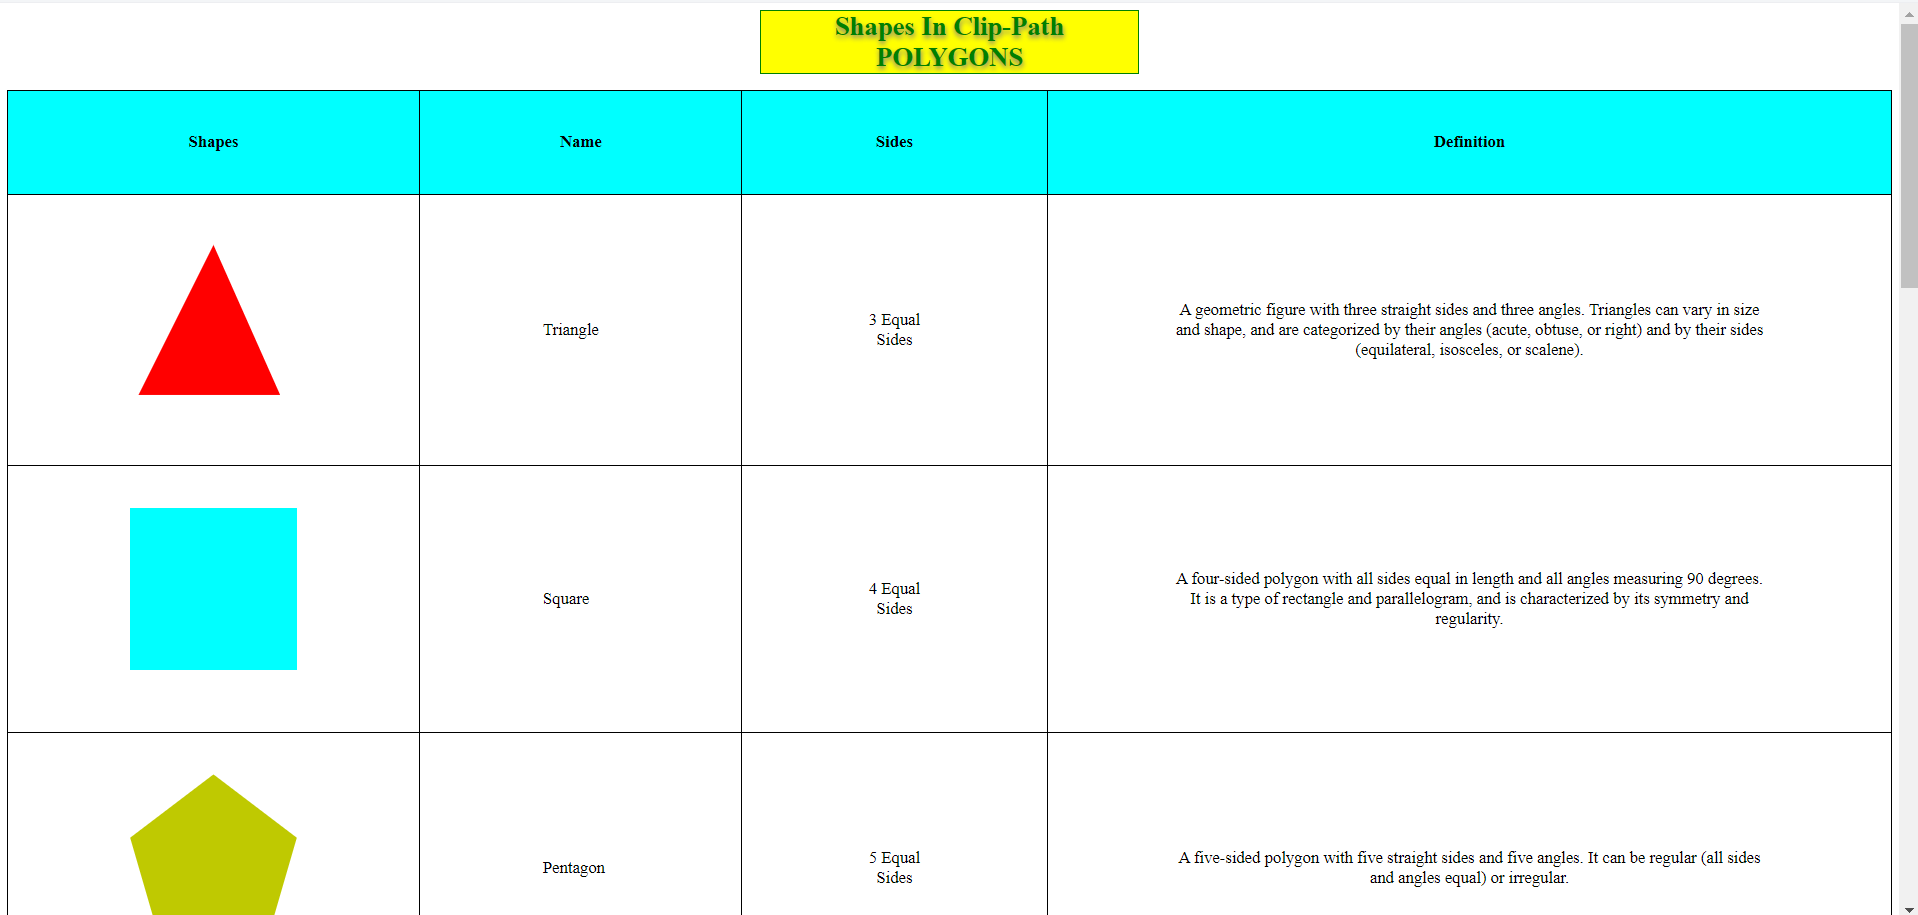 Shapes In Clip-Path
POLYGONS
Shapes
Name
Sides
Definition
Triangle
3 Equal
Sides
A geometric figure with three straight sides and three angles. Triangles can vary in size
and shape, and are categorized by their angles (acute, obtuse, or right) and by their sides
(equilateral, isosceles, or scalene).
Square
4 Equal
Sides
A four-sided polygon with all sides equal in length and all angles measuring 90 degrees.
It is a type of rectangle and parallelogram, and is characterized by its symmetry and
regularity.
Pentagon
5 Equal
Sides
A five-sided polygon with five straight sides and five angles. It can be regular (all sides
and angles equal) or irregular.